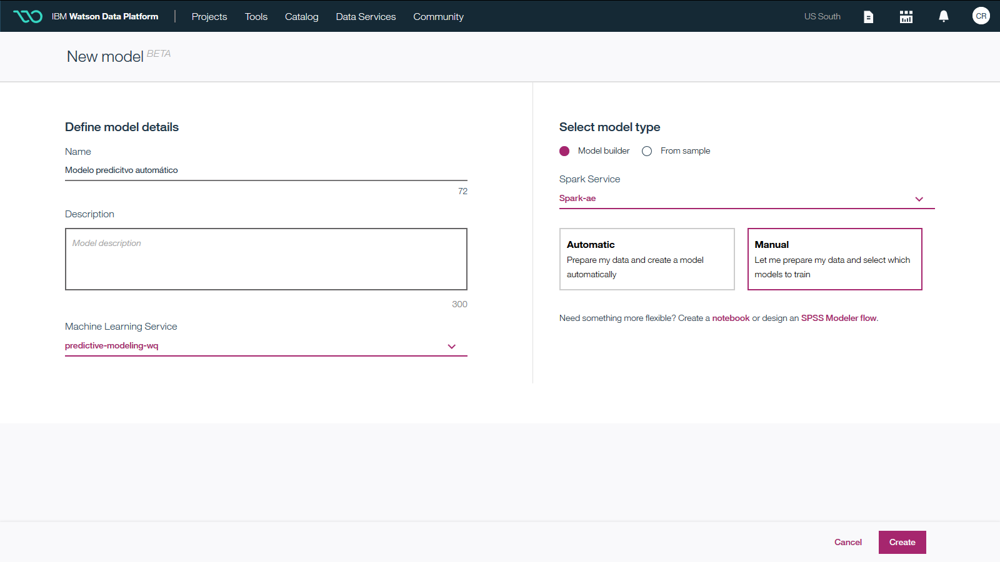 IBM Watson Data Platform
Projects
Tools
Catalog
Data Services
Community
US South
CR
New model BETA
Define model details
Name
Modelo predicitvo automático
72
Description
Model description
300
Machine Learning Service
predictive-modeling-wq
Select model type
Model builder
From sample
Spark Service
Spark-ae
Automatic
Prepare my data and create a model
automatically
Manual
Let me prepare my data and select which
models to train
Need something more flexible? Create a notebook or design an SPSS Modeler flow.
Cancel
Create